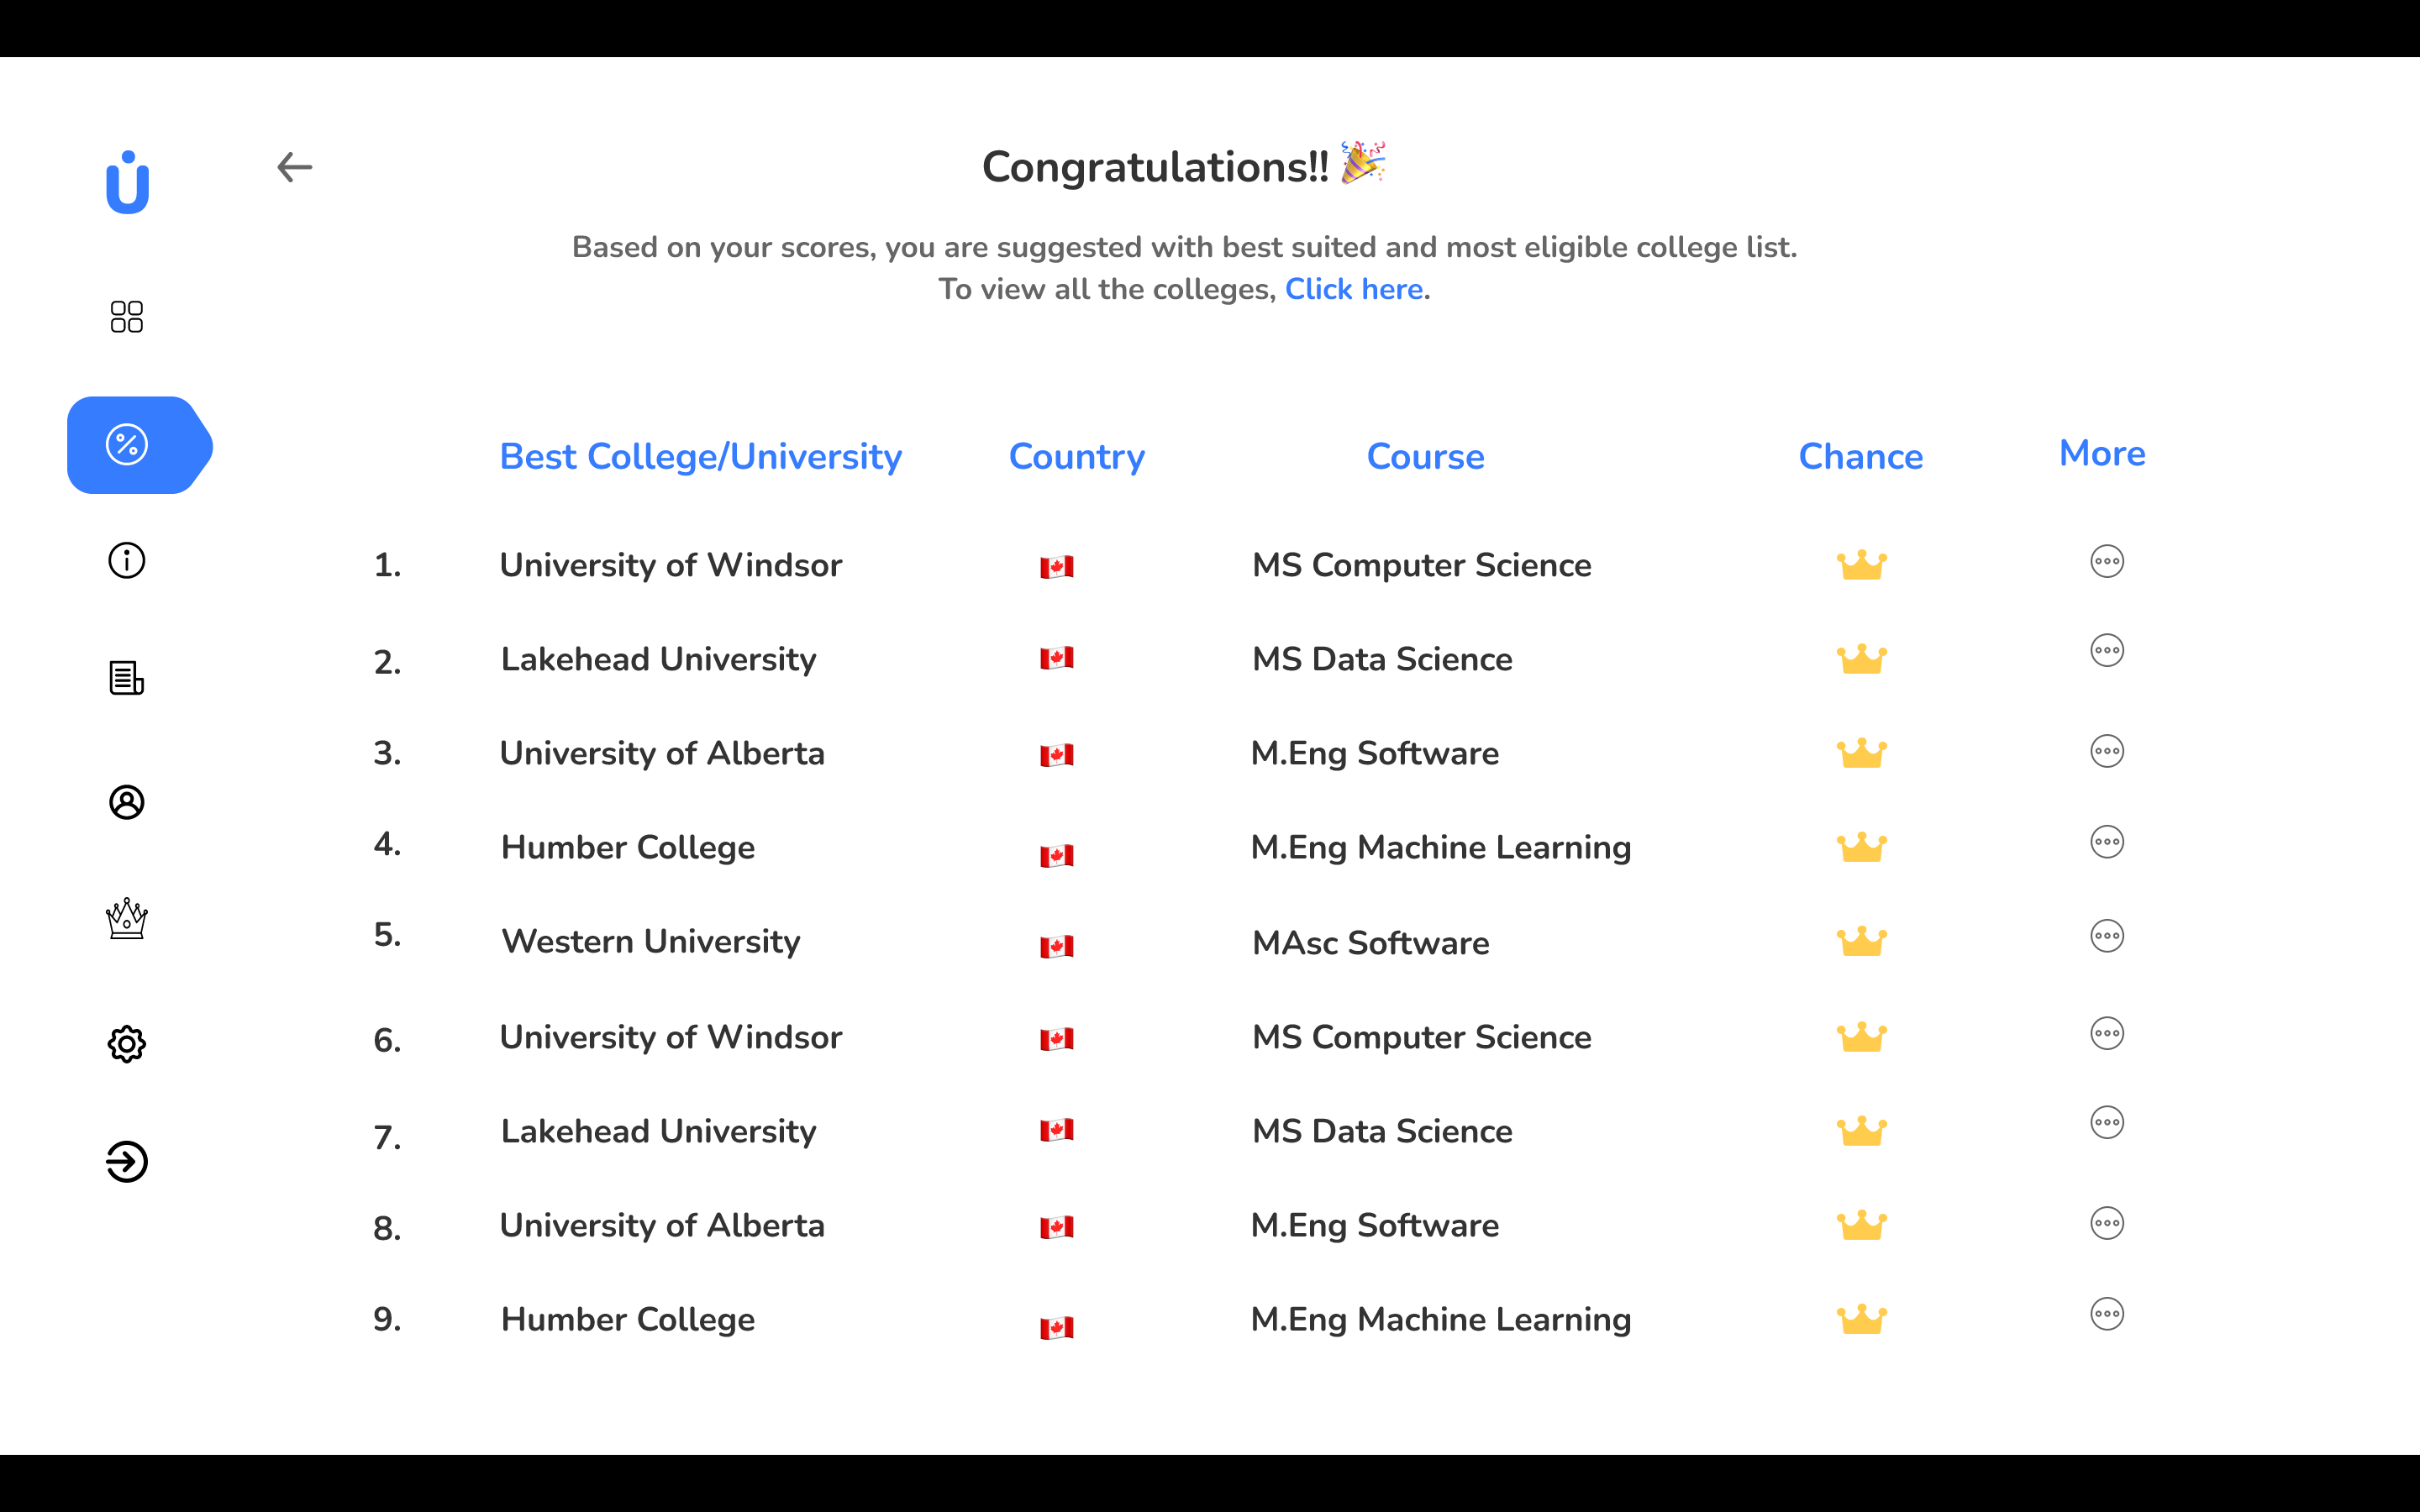 Congratulations!! 🎉
Based on your scores, you are suggested with best suited and most eligible college list.
To view all the colleges, Click here.
Best College/University Country Course Chance More
1. University of Windsor MS Computer Science
2. Lakehead University MS Data Science
3. University of Alberta M.Eng Software
4. Humber College M.Eng Machine Learning
5. Western University MAsc Software
6. University of Windsor MS Computer Science
7. Lakehead University MS Data Science
8. University of Alberta M.Eng Software
9. Humber College M.Eng Machine Learning